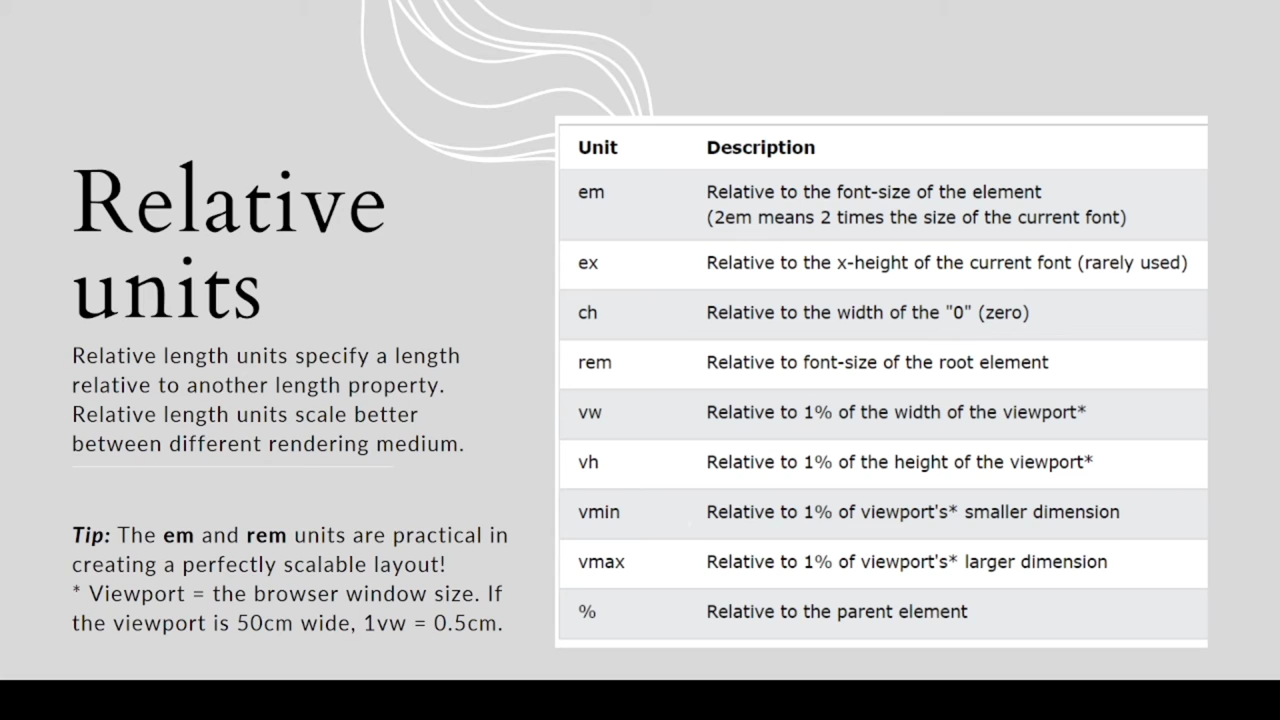 Relative
units
Relative length units specify a length
relative to another length property.
Relative length units scale better
between different rendering medium.
Tip: The em and rem units are practical in
creating a perfectly scalable layout!
* Viewport = the browser window size. If
the viewport is 50cm wide, 1vw = 0.5cm.
Unit Description
em Relative to the font-size of the element
(2em means 2 times the size of the current font)
ex Relative to the x-height of the current font (rarely used)
ch Relative to the width of the "0" (zero)
rem Relative to font-size of the root element
vw Relative to 1% of the width of the viewport*
vh Relative to 1% of the height of the viewport*
vmin Relative to 1% of viewport's* smaller dimension
vmax Relative to 1% of viewport's* larger dimension
% Relative to the parent element